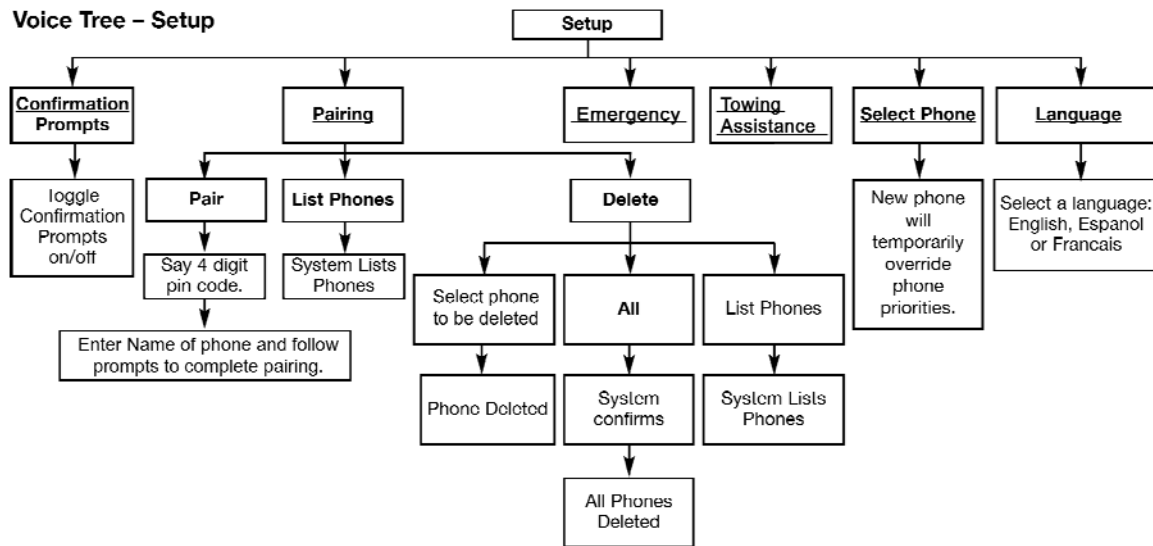 Voice Tree – Setup
Setup
Confirmation
Prompts
Pairing
Emergency
Towing
Assistance
Select Phone
Language
Toggle
Confirmation
Prompts
on/off
Pair
List Phones
Delete
New phone
will
temporarily
override
phone
priorities.
Select a language:
English, Espanol
or Francais
Say 4 digit
pin code.
System Lists
Phones
Select phone
to be deleted
All
List Phones
Enter Name of phone and follow
prompts to complete pairing.
Phone Deleted
System
confirms
System Lists
Phones
All Phones
Deleted